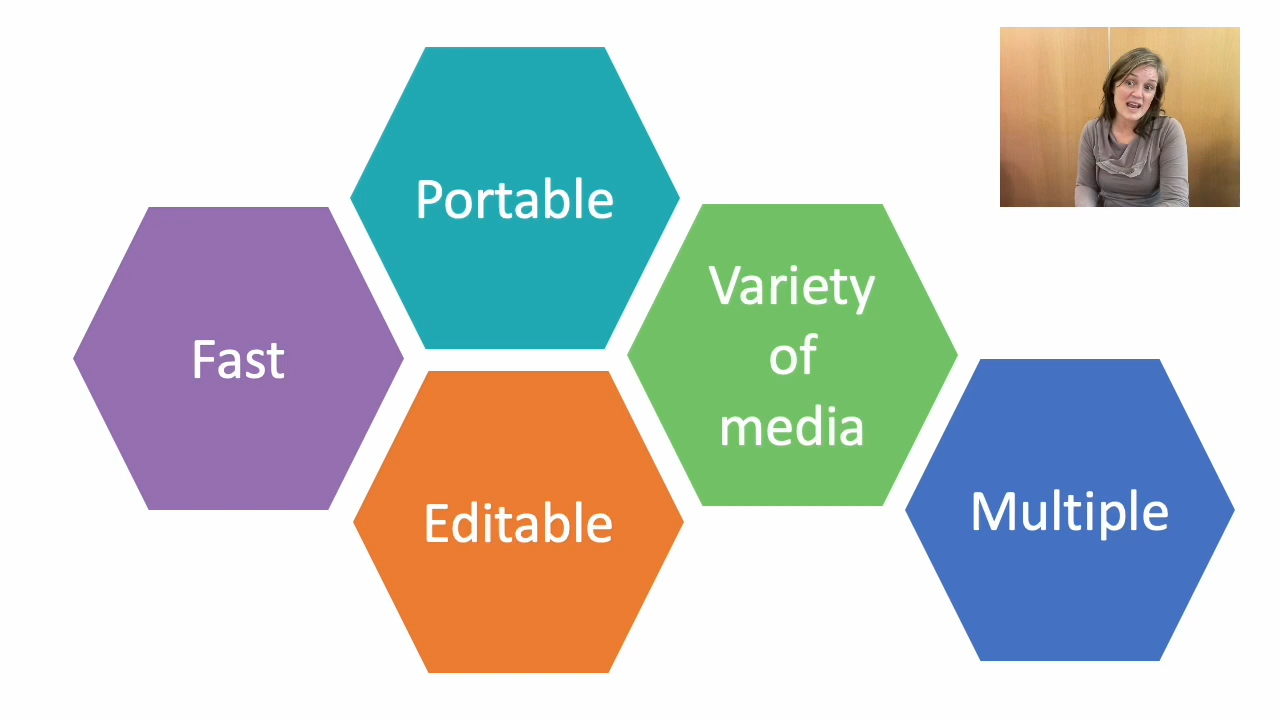 Fast
Portable
Editable
Variety
of
media
Multiple